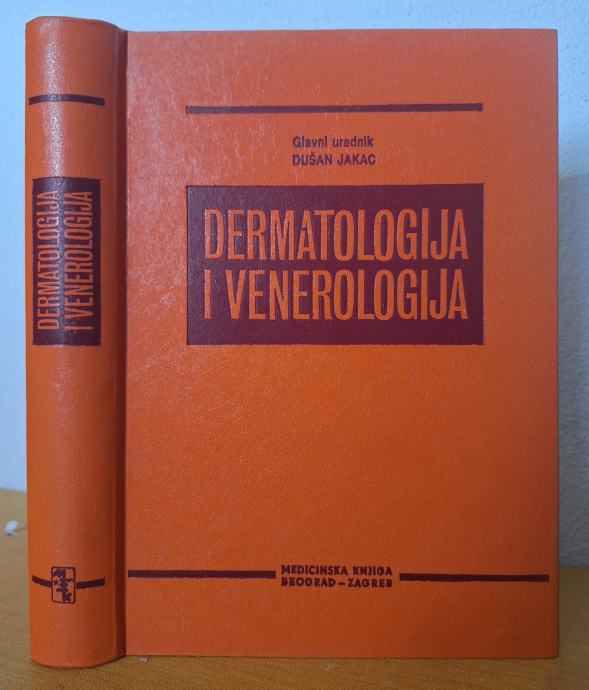 DERMATOLOGIJA
I VENEROLOGIJA
Glavni urednik
DUŠAN JAKAC
DERMATOLOGIJA
I VENEROLOGIJA
MEDICINSKA KNJIGA
BEOGRAD – ZAGREB